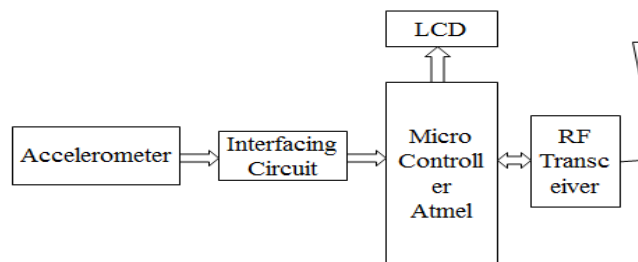 LCD
Accelerometer
Interfacing
Circuit
Micro
Controll
er
Atmel
RF
Transc
eiver